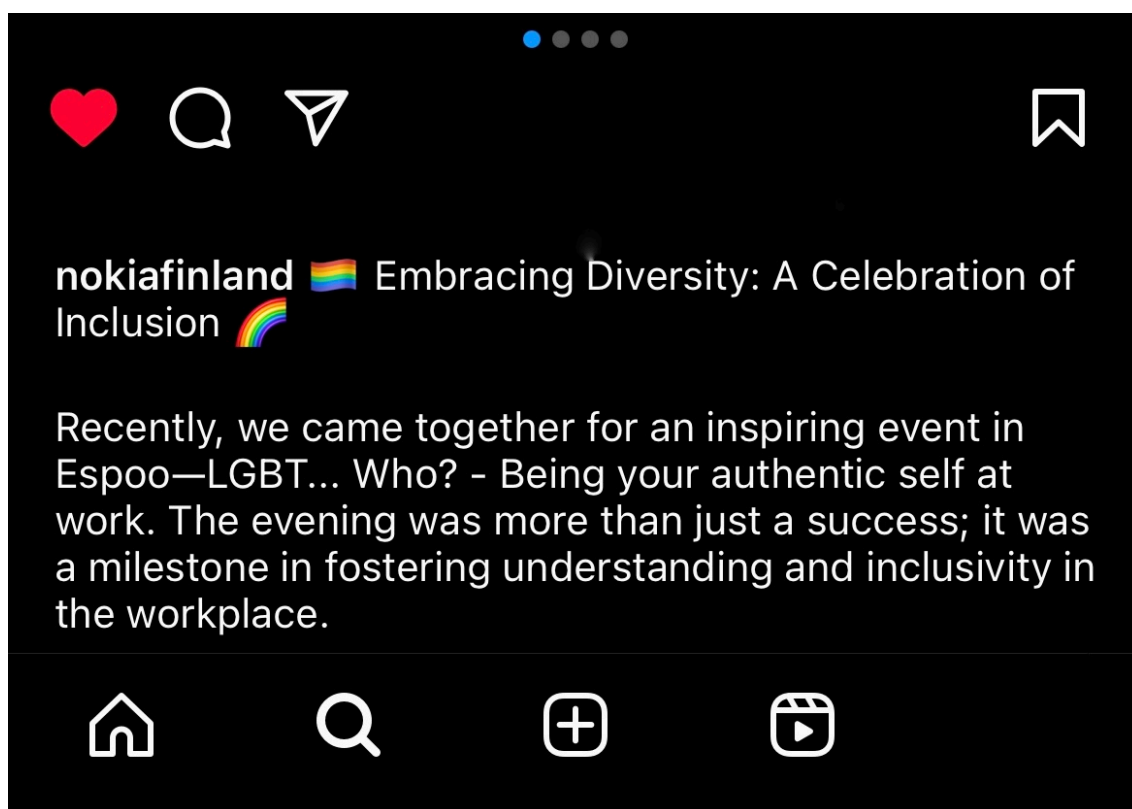 nokiafinland 🏳️‍🌈 Embracing Diversity: A Celebration of
Inclusion 🌈
Recently, we came together for an inspiring event in
Espoo—LGBT... Who? - Being your authentic self at
work. The evening was more than just a success; it was
a milestone in fostering understanding and inclusivity in
the workplace.